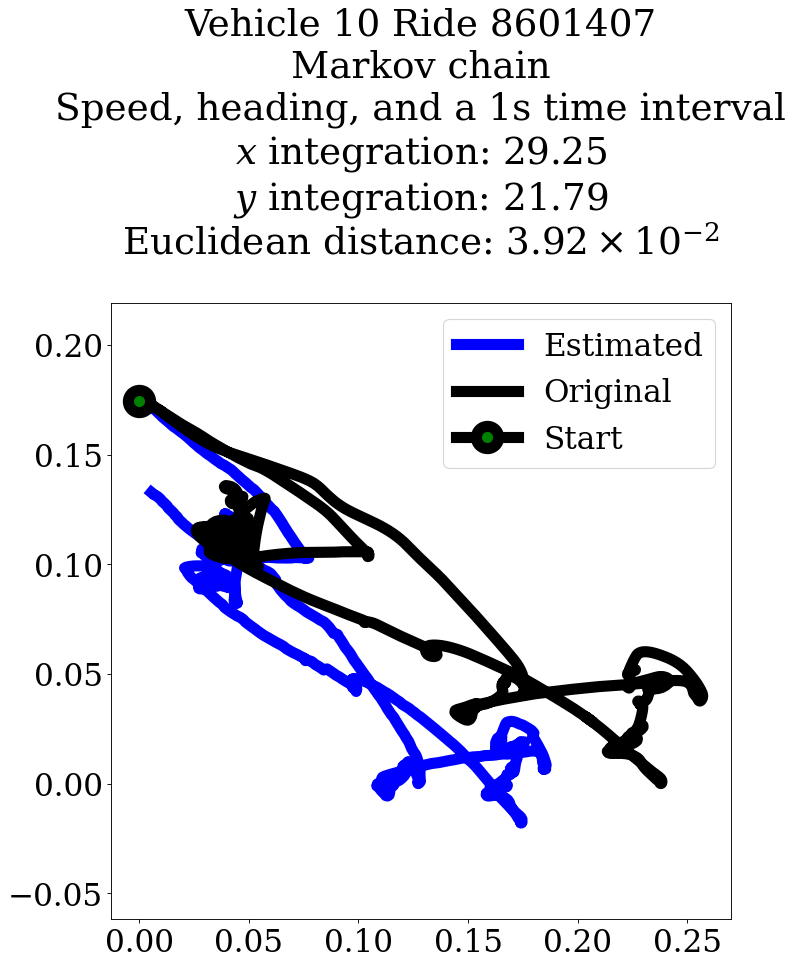 Vehicle 10 Ride 8601407
Markov chain
Speed, heading, and a 1s time interval
x integration: 29.25
y integration: 21.79
Euclidean distance: 3.92 × 10⁻²
Estimated
Original
Start
0.20
0.15
0.10
0.05
0.00
−0.05
0.00 0.05 0.10 0.15 0.20 0.25